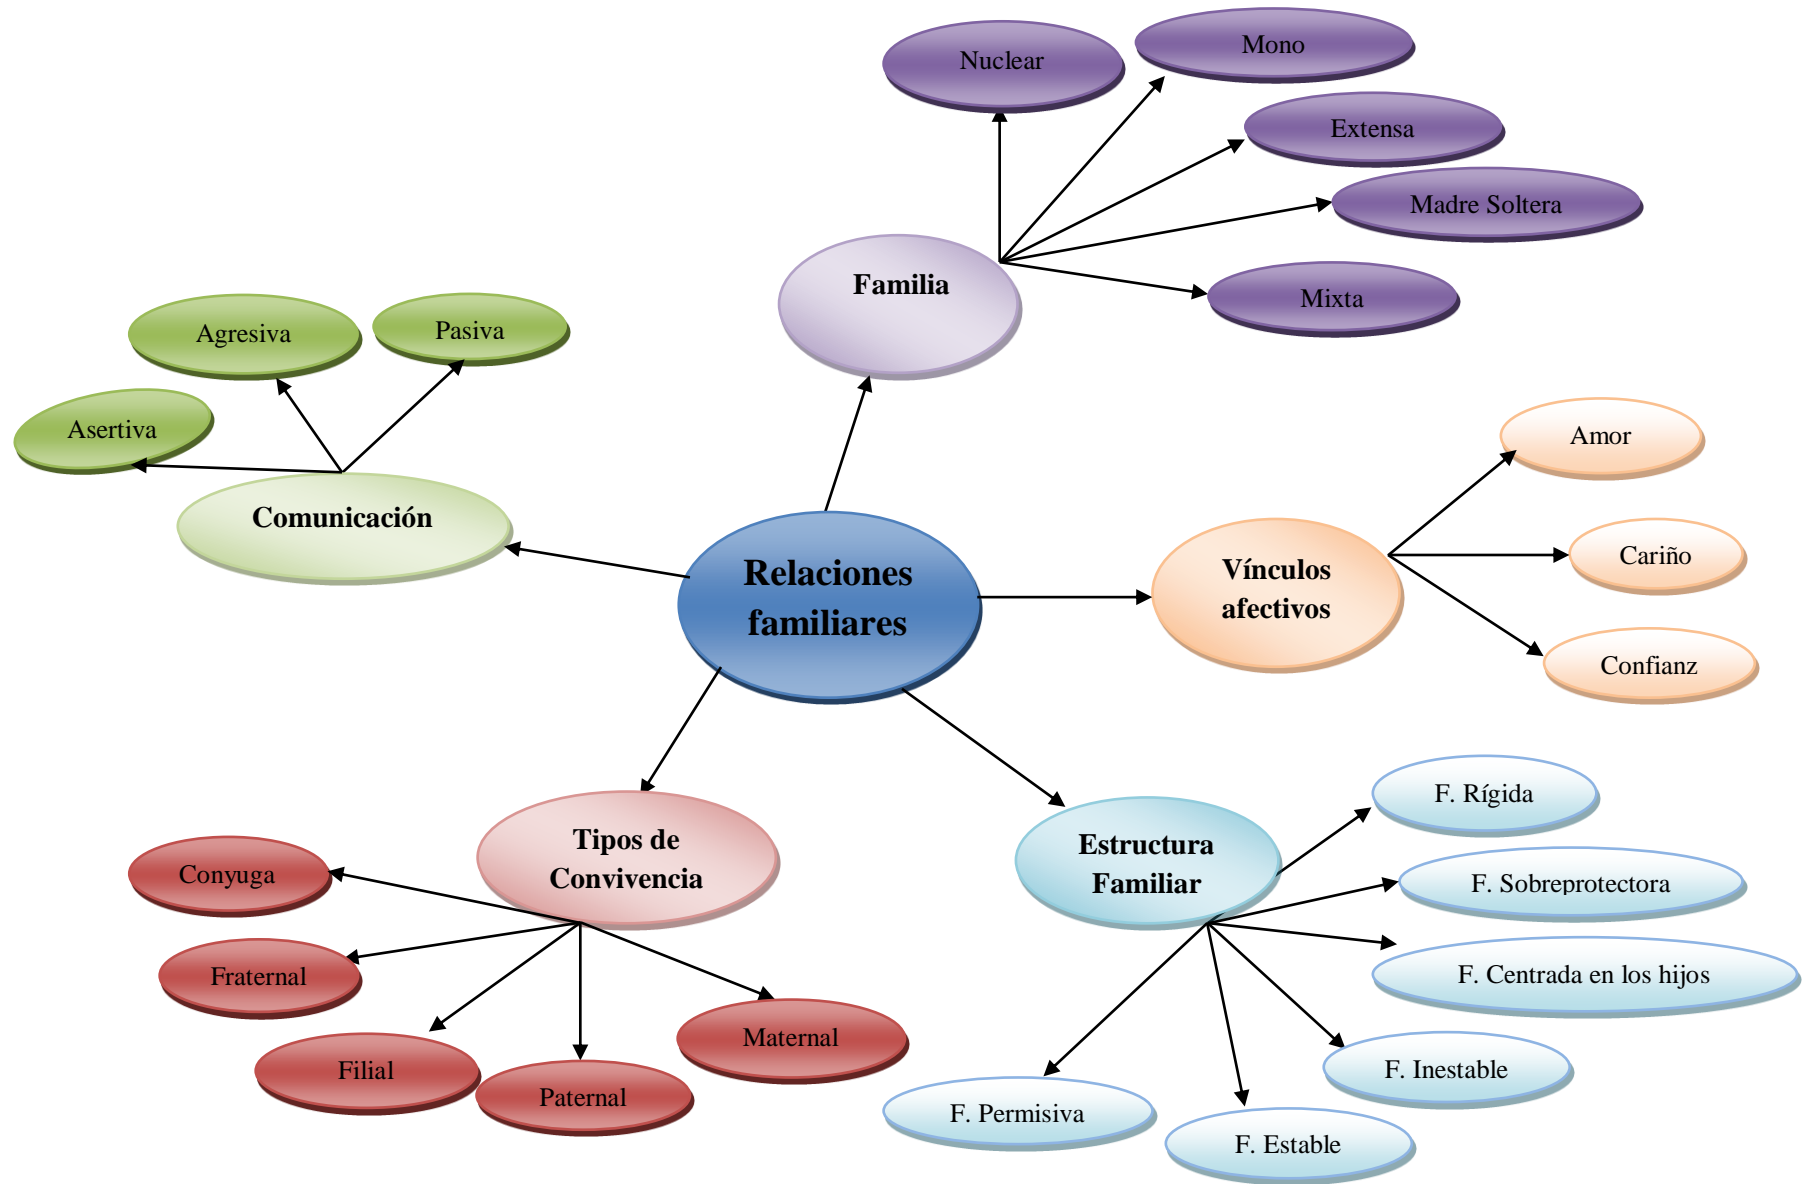 Nuclear
Mono
Extensa
Madre Soltera
Mixta
Familia
Agresiva
Pasiva
Asertiva
Comunicación
Relaciones
familiares
Vínculos
afectivos
Amor
Cariño
Confianz
Tipos de
Convivencia
Conyuga
Fraternal
Filial
Paternal
Maternal
Estructura
Familiar
F. Rígida
F. Sobreprotectora
F. Centrada en los hijos
F. Inestable
F. Estable
F. Permisiva